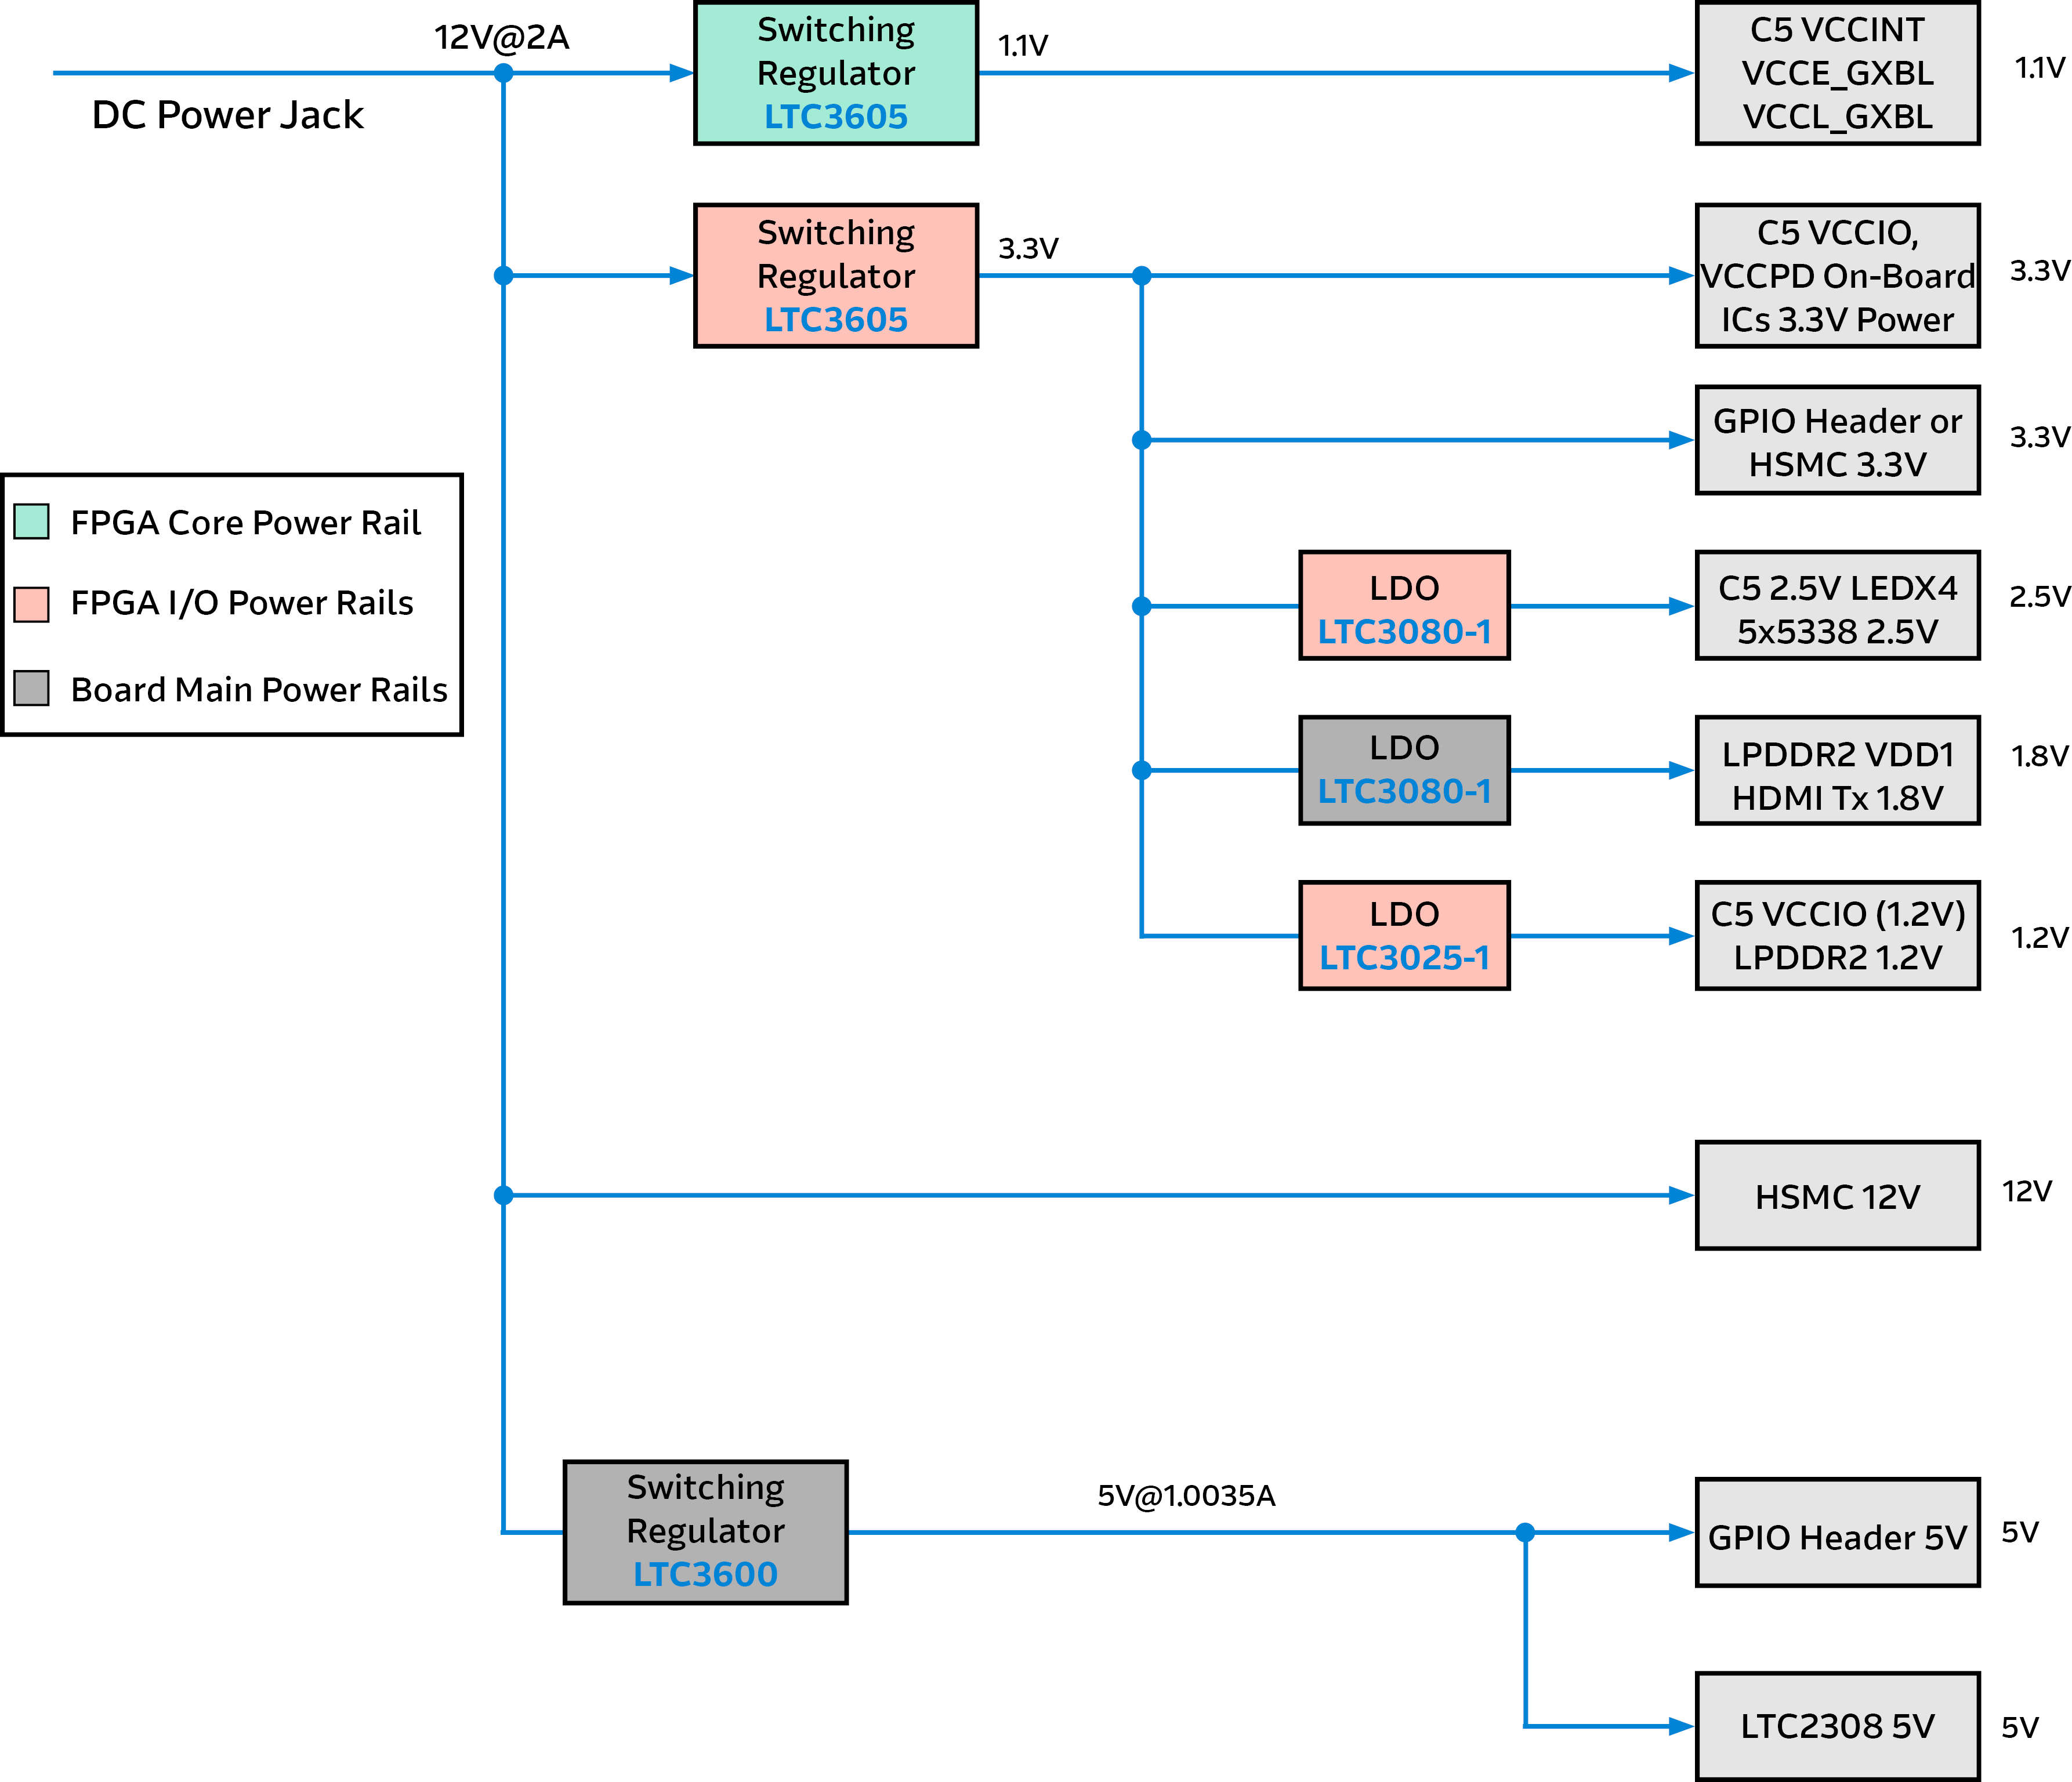 12V@2A
DC Power Jack
Switching
Regulator
LTC3605
1.1V
C5 VCCINT
VCCE_GXBL
VCCL_GXBL
1.1V
Switching
Regulator
LTC3605
3.3V
C5 VCCIO,
VCCPD On-Board
ICs 3.3V Power
3.3V
GPIO Header or
HSMC 3.3V
3.3V
FPGA Core Power Rail
FPGA I/O Power Rails
Board Main Power Rails
LDO
LTC3080-1
C5 2.5V LEDX4
5x5338 2.5V
2.5V
LDO
LTC3080-1
LPDDR2 VDD1
HDMI Tx 1.8V
1.8V
LDO
LTC3025-1
C5 VCCIO (1.2V)
LPDDR2 1.2V
1.2V
HSMC 12V
12V
Switching
Regulator
LTC3600
5V@1.0035A
GPIO Header 5V
5V
LTC2308 5V
5V